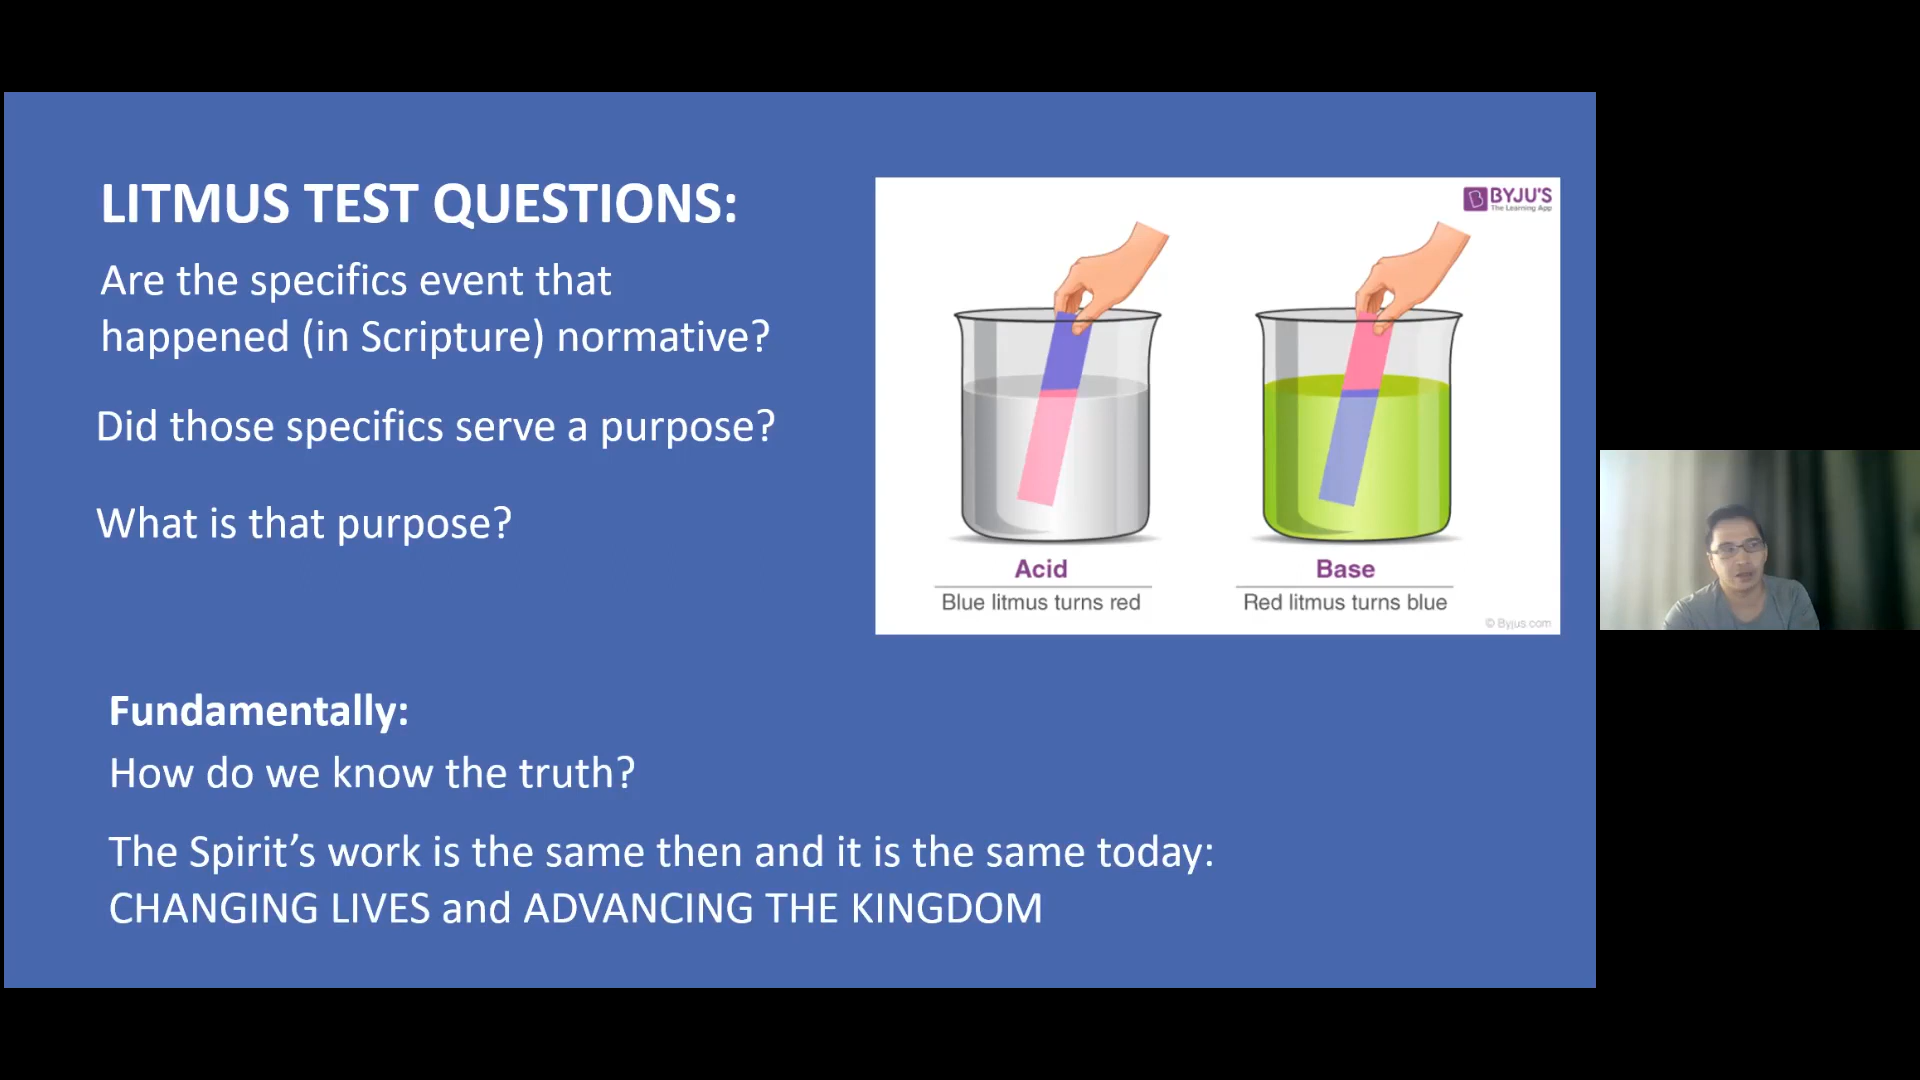 LITMUS TEST QUESTIONS:
Are the specifics event that
happened (in Scripture) normative?
Did those specifics serve a purpose?
What is that purpose?
BYJU'S
The Learning App
Acid
Blue litmus turns red
Base
Red litmus turns blue
© Byjus.com
Fundamentally:
How do we know the truth?
The Spirit’s work is the same then and it is the same today:
CHANGING LIVES and ADVANCING THE KINGDOM